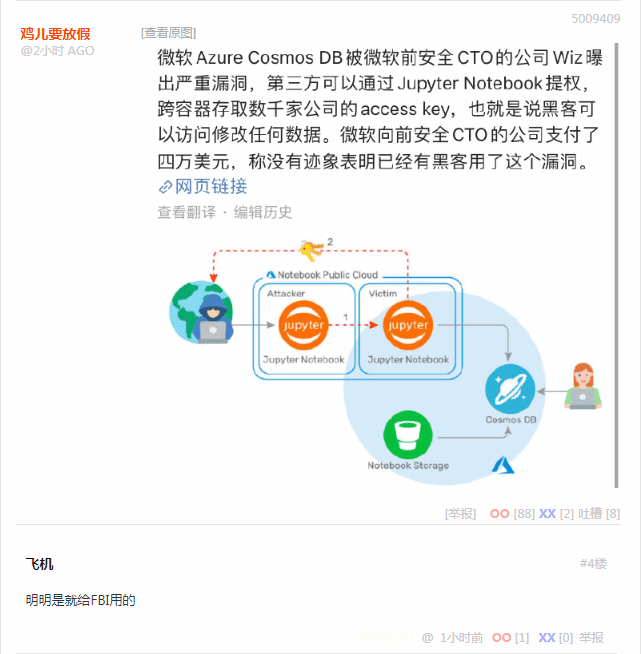 5009409
鸡儿要放假
@2小时 AGO
[查看原图]
微软 Azure Cosmos DB 被微软前安全 CTO 的公司 Wiz 曝
出严重漏洞，第三方可以通过 Jupyter Notebook 提权，
跨容器存取数千家公司的 access key，也就是说黑客可
以访问修改任何数据。微软向前安全 CTO 的公司支付了
四万美元，称没有迹象表明已经有黑客用了这个漏洞。
网页链接
查看翻译 · 编辑历史
2
Notebook Public Cloud
Attacker
Victim
jupyter
1
jupyter
Jupyter Notebook
Jupyter Notebook
Cosmos DB
Notebook Storage
[举报] OO [88] XX [2] 吐槽 [8]
飞机
#4楼
明明是就给FBI用的
@ 1小时前 OO [1] XX [0] 举报